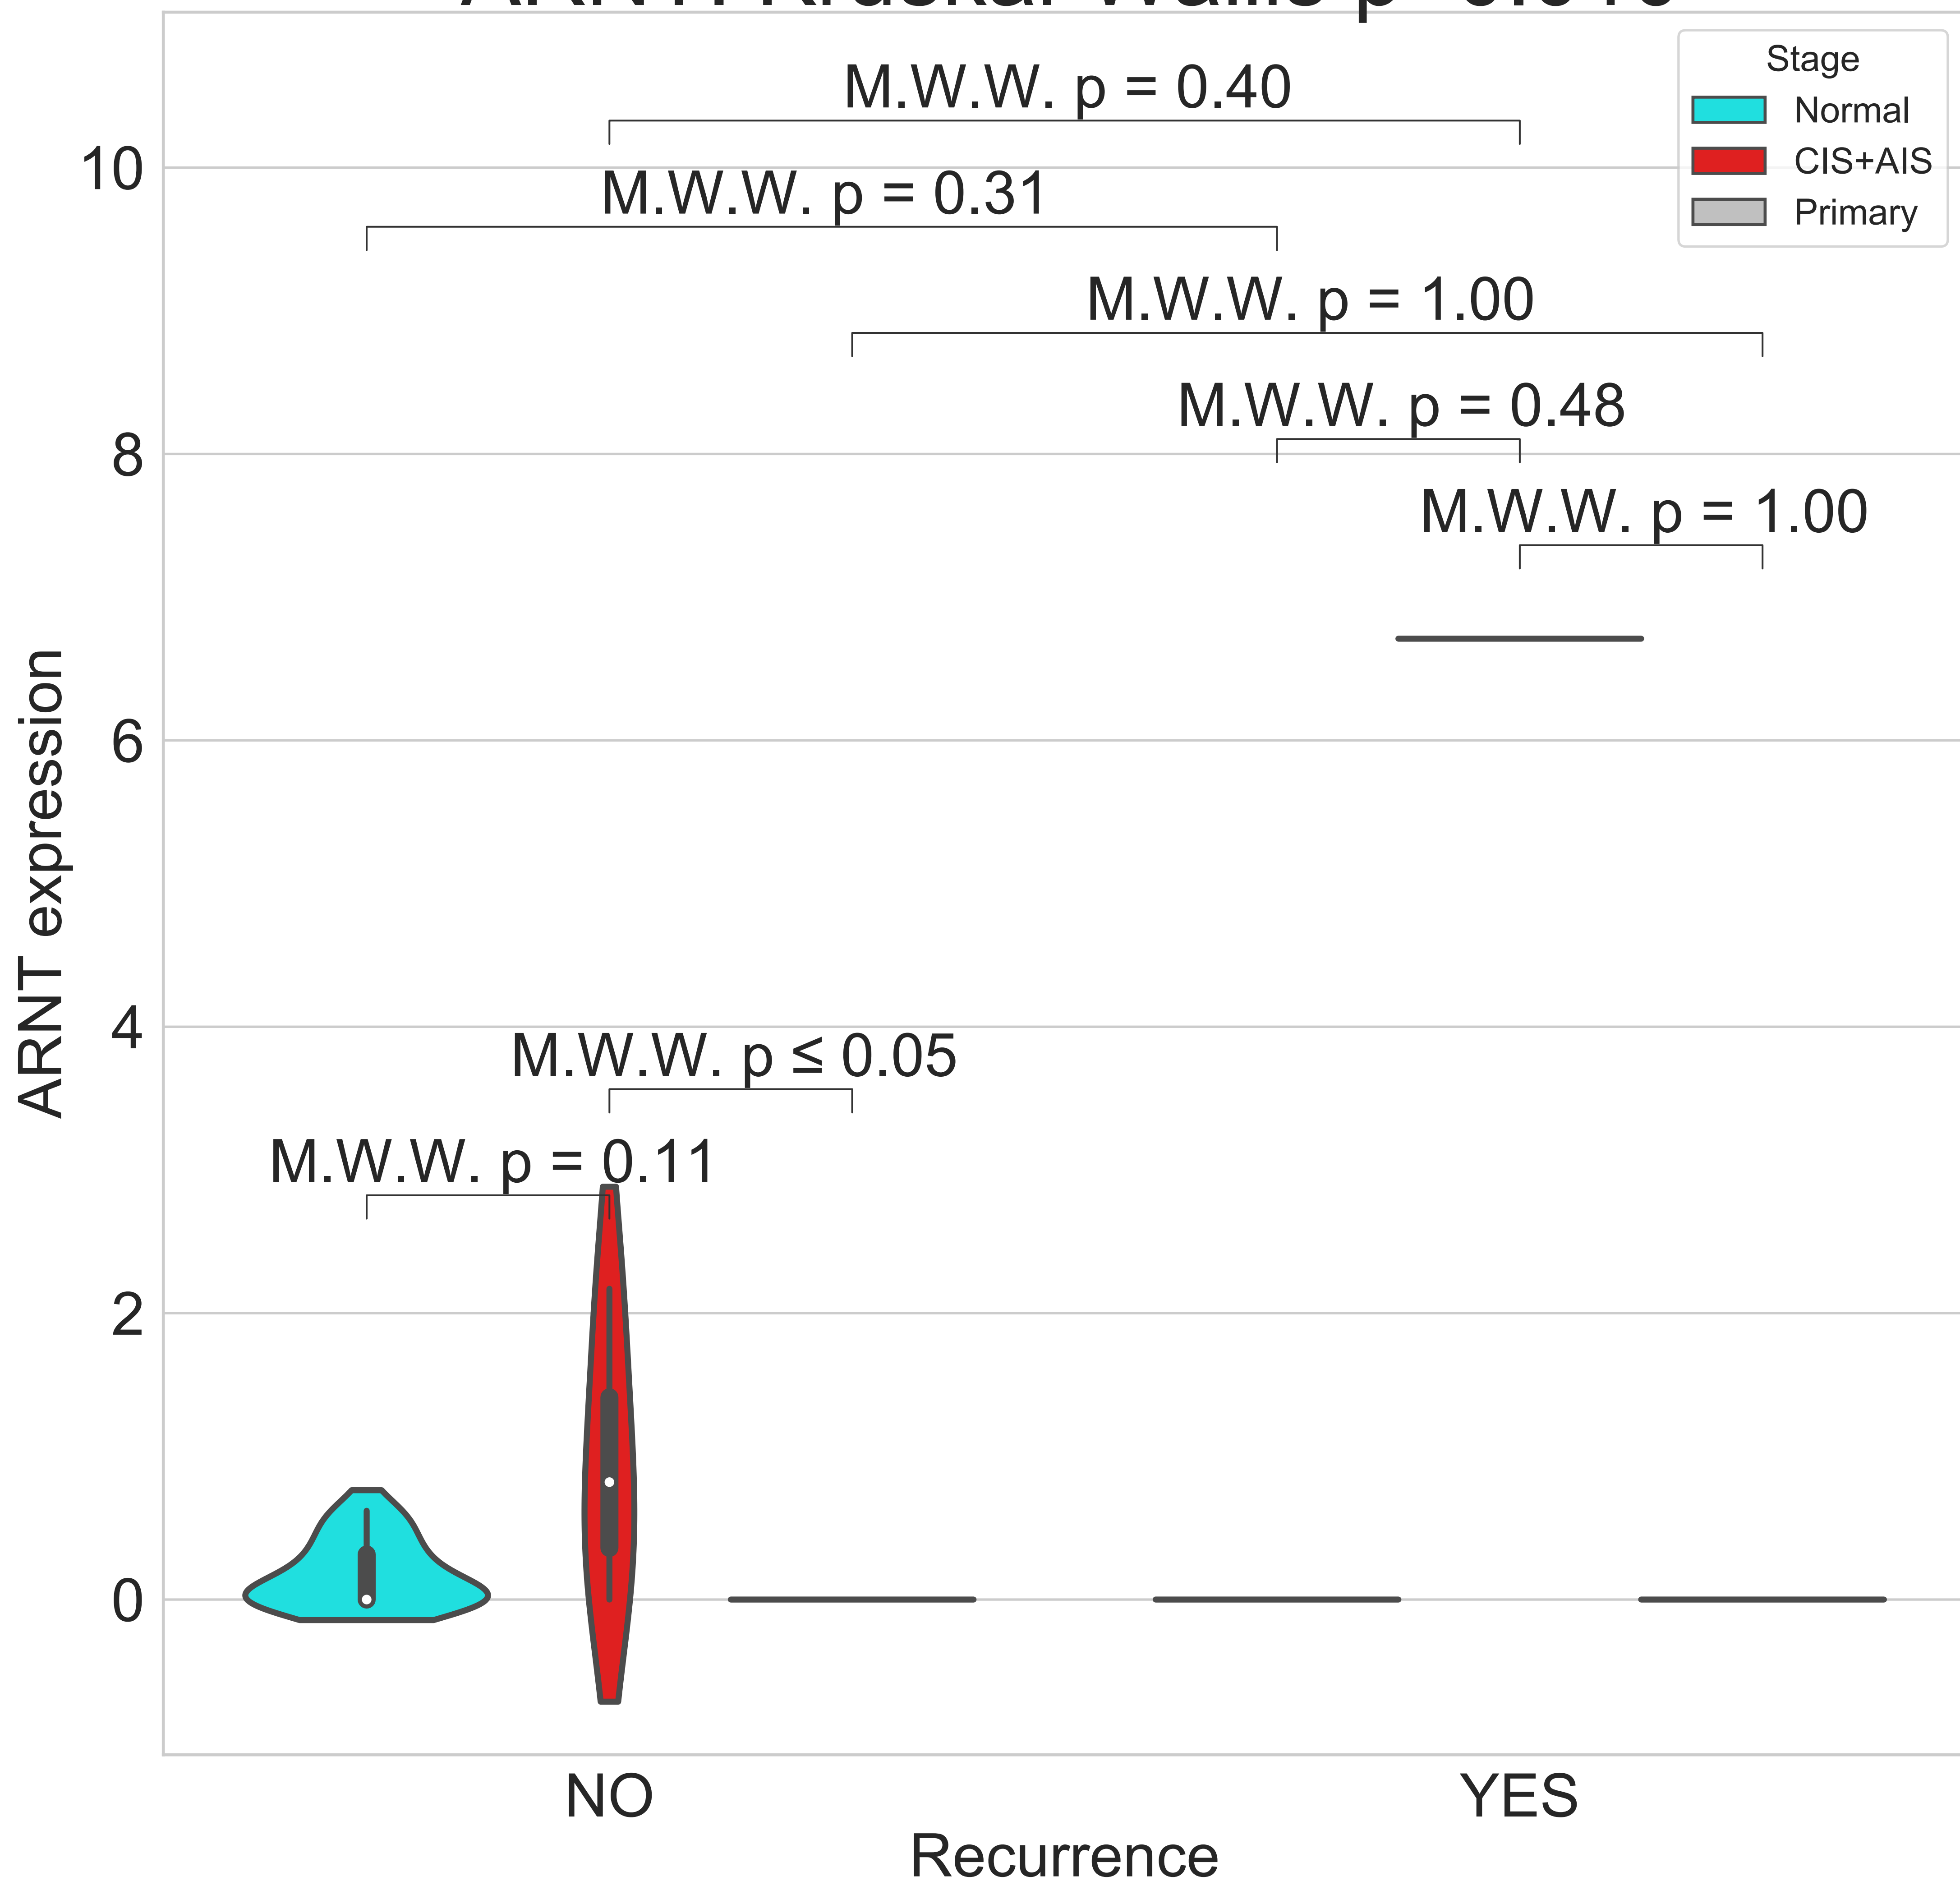 Stage
Normal
CIS+AIS
Primary
M.W.W. p = 0.40
M.W.W. p = 0.31
M.W.W. p = 1.00
M.W.W. p = 0.48
M.W.W. p = 1.00
M.W.W. p ≤ 0.05
M.W.W. p = 0.11
10
8
6
4
2
0
ARNT expression
NO
YES
Recurrence